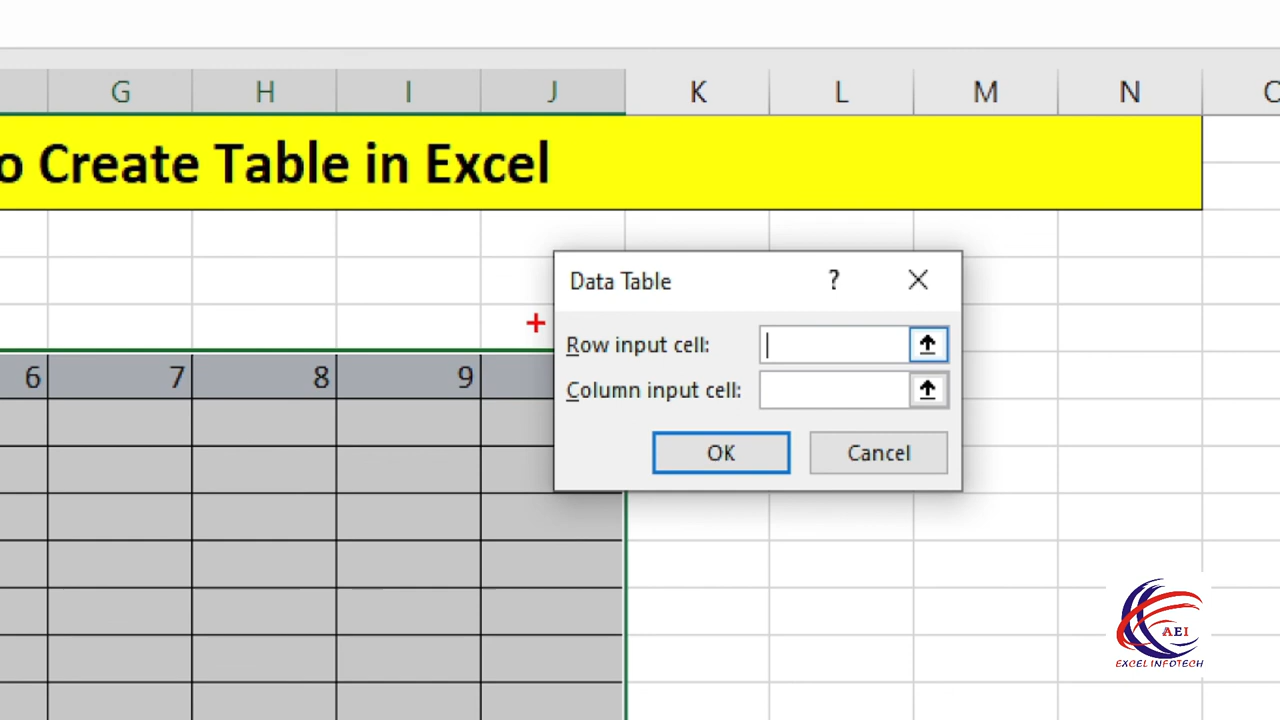 G H I J K L M N
o Create Table in Excel
Data Table ?
Row input cell:
6 7 8 9
Column input cell:
OK Cancel
AEI
EXCEL INFOTECH